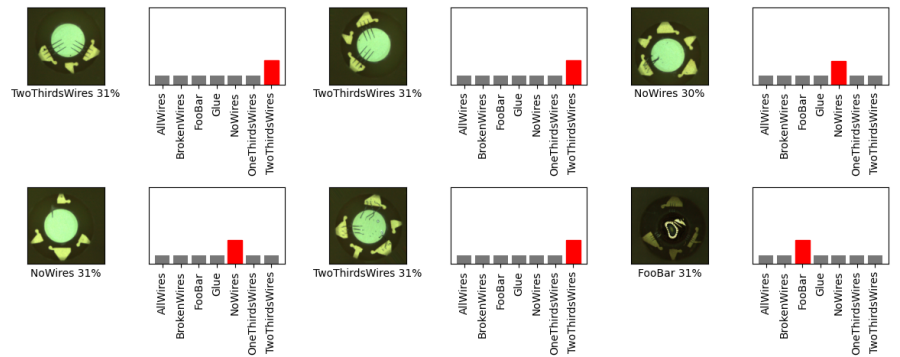 TwoThirdsWires 31%
AllWires
BrokenWires
FooBar
Glue
NoWires
OneThirdsWires
TwoThirdsWires
TwoThirdsWires 31%
AllWires
BrokenWires
FooBar
Glue
NoWires
OneThirdsWires
TwoThirdsWires
NoWires 30%
AllWires
BrokenWires
FooBar
Glue
NoWires
OneThirdsWires
TwoThirdsWires
NoWires 31%
AllWires
BrokenWires
FooBar
Glue
NoWires
OneThirdsWires
TwoThirdsWires
TwoThirdsWires 31%
AllWires
BrokenWires
FooBar
Glue
NoWires
OneThirdsWires
TwoThirdsWires
FooBar 31%
AllWires
BrokenWires
FooBar
Glue
NoWires
OneThirdsWires
TwoThirdsWires